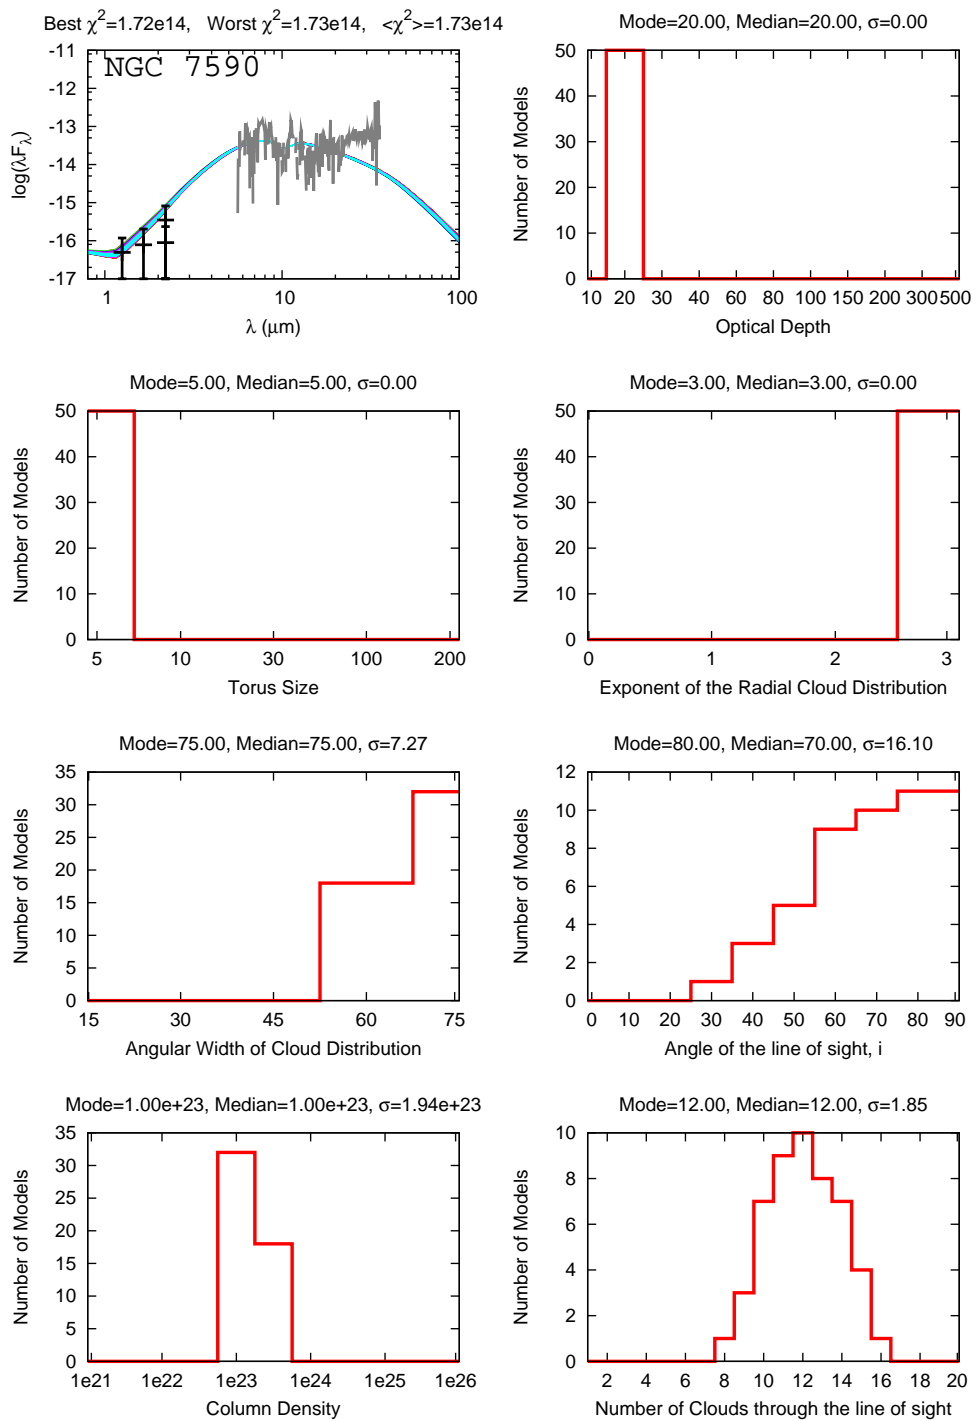 Best χ²=1.72e14, Worst χ²=1.73e14, <χ²>=1.73e14
NGC 7590
-11
-12
-13
-14
-15
-16
-17
log(λFλ)
1 10 100
λ (μm)
Mode=20.00, Median=20.00, σ=0.00
50
40
30
20
10
0
Number of Models
10 20 30 40 60 80 100 150 200 300 500
Optical Depth
Mode=5.00, Median=5.00, σ=0.00
50
40
30
20
10
0
Number of Models
5 10 30 100 200
Torus Size
Mode=3.00, Median=3.00, σ=0.00
50
40
30
20
10
0
Number of Models
0 1 2 3
Exponent of the Radial Cloud Distribution
Mode=75.00, Median=75.00, σ=7.27
35
30
25
20
15
10
5
0
Number of Models
15 30 45 60 75
Angular Width of Cloud Distribution
Mode=80.00, Median=70.00, σ=16.10
12
10
8
6
4
2
0
Number of Models
0 10 20 30 40 50 60 70 80 90
Angle of the line of sight, i
Mode=1.00e+23, Median=1.00e+23, σ=1.94e+23
35
30
25
20
15
10
5
0
Number of Models
1e21 1e22 1e23 1e24 1e25 1e26
Column Density
Mode=12.00, Median=12.00, σ=1.85
10
8
6
4
2
0
Number of Models
2 4 6 8 10 12 14 16 18 20
Number of Clouds through the line of sight